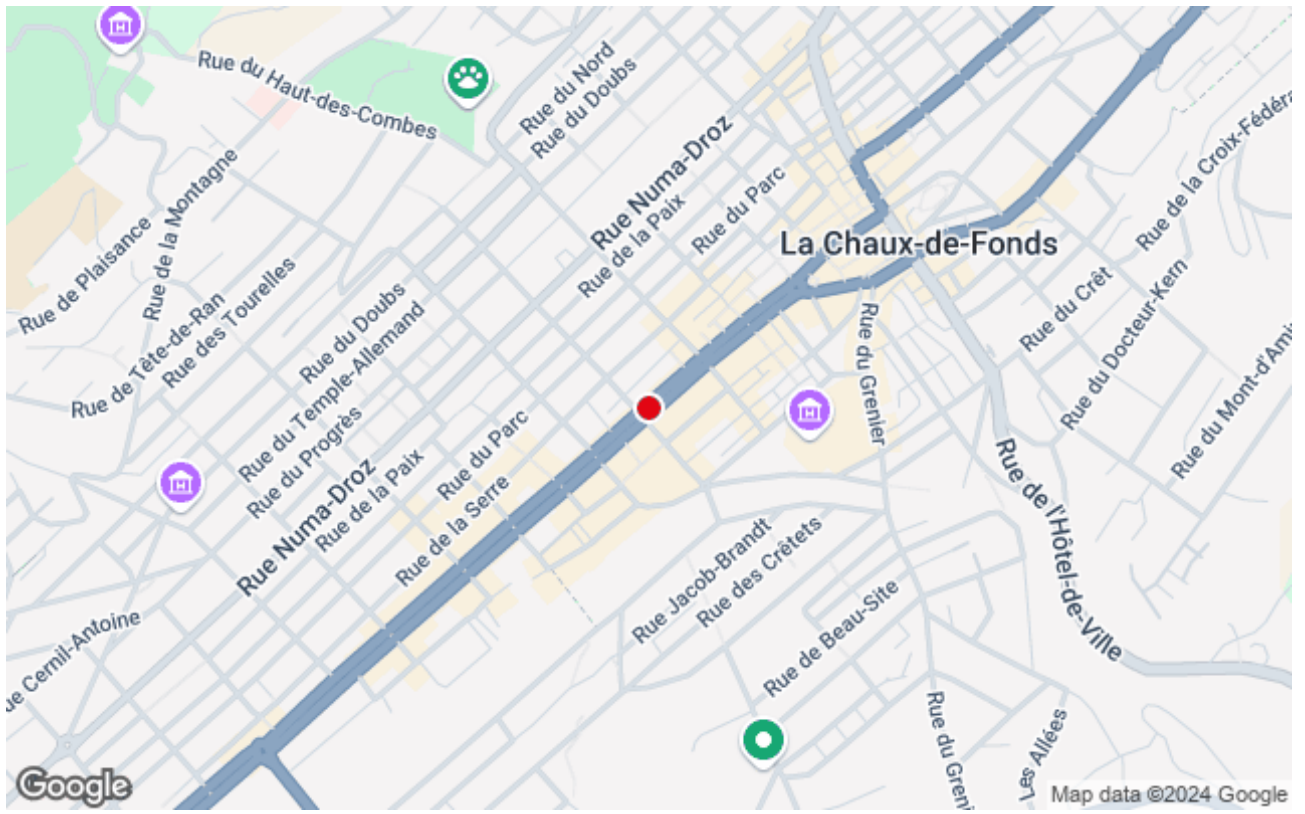 Rue du Haut-des-Combes
Rue du Nord
Rue du Doubs
Rue Numa-Droz
Rue de la Paix
Rue du Parc
Rue de la Croix-Fédéra
La Chaux-de-Fonds
Rue de la Montagne
Rue de Plaisance
Rue de Tête-de-Ran
Rue des Tourelles
Rue du Doubs
Rue du Temple-Allemand
Rue du Progrès
Rue Numa-Droz
Rue de la Paix
Rue du Parc
Rue de la Serre
Rue du Grenier
Rue du Crêt
Rue du Docteur-Kern
Rue du Mont-d'Ami
Rue de l'Hôtel-de-Ville
Rue Jacob-Brandt
Rue des Crêtets
Rue de Beau-Site
ue Cernil-Antoine
Rue du Greni
Les Allées
Google
Map data ©2024 Google